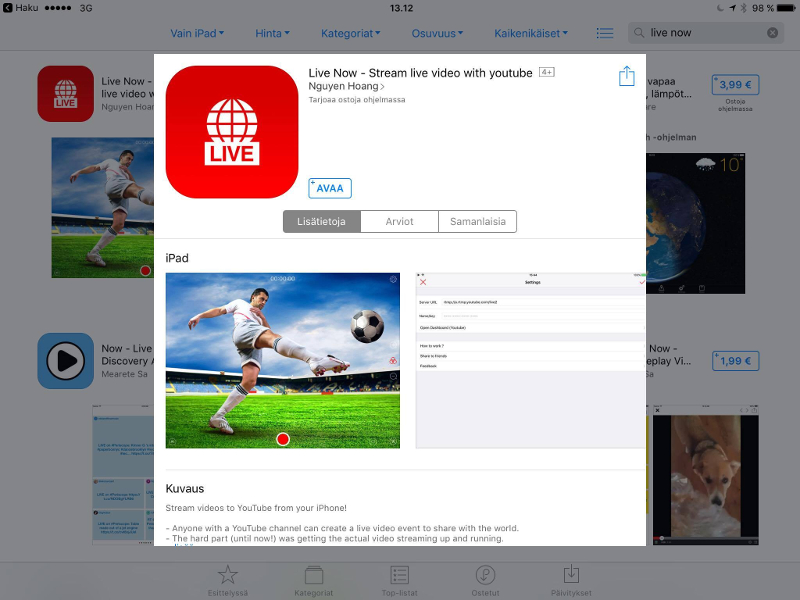 Haku 3G 13.12 98 %
Vain iPad Hinta Kategoriat Osuvuus Kaikenikäiset live now
Live Now - Stream live video with youtube 4+
Nguyen Hoang
Tarjoaa ostoja ohjelmassa
LIVE
+ AVAA
Lisätietoja Arviot Samanlaisia
iPad
00:00:00
Settings
Server URL
Open Dashboard (Youtube)
How to work ?
Share to friends
Feedback
Kuvaus
Stream videos to YouTube from your iPhone!
- Anyone with a YouTube channel can create a live video event to share with the world.
- The hard part (until now!) was getting the actual video streaming up and running.
LIVE
Live Now -
live video w
Nguyen Hoan
vapaa
, lämpöt...
+ 3,99 €
Ostoja
ohjelmassa
-ohjelman
10°
Now - Live
Discovery A
Mearete Sa
Now -
eplay Vi...
Sa
+ 1,99 €
Esittelyssä Kategoriat Top-listat Ostetut Päivitykset